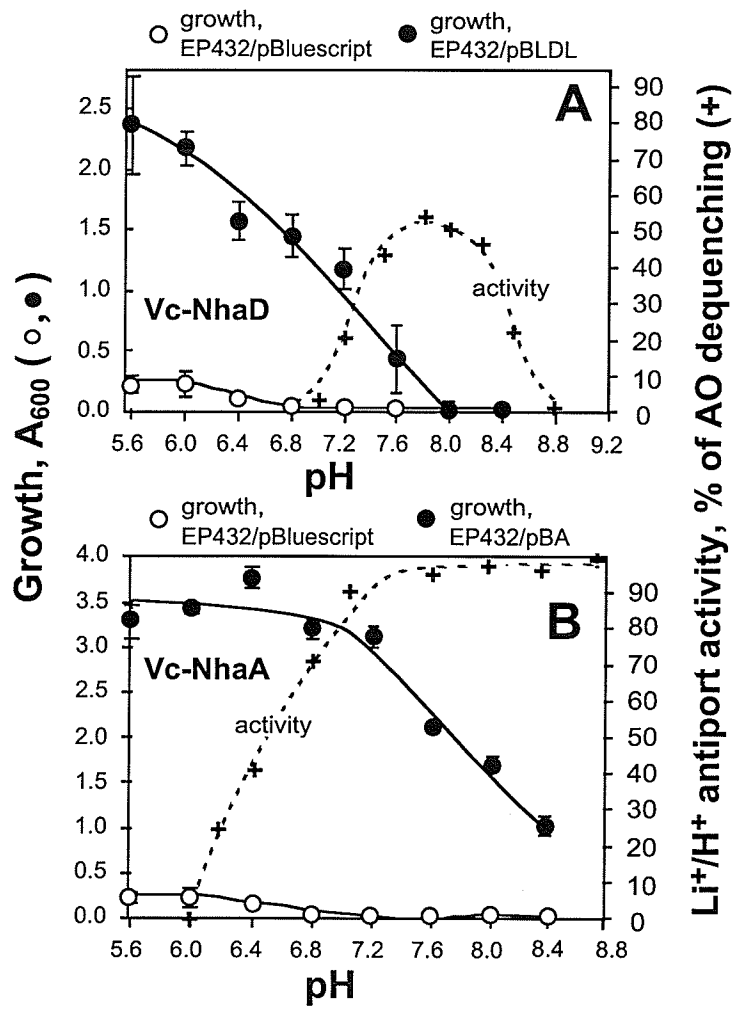 growth, growth,
EP432/pBluescript EP432/pBLDL
A
2.5
2.0
1.5
1.0
0.5
0.0
90
80
70
60
50
40
30
20
10
0
Vc-NhaD
activity
5.6 6.0 6.4 6.8 7.2 7.6 8.0 8.4 8.8 9.2
pH
growth, growth,
EP432/pBluescript EP432/pBA
B
4.0
3.5
3.0
2.5
2.0
1.5
1.0
0.5
0.0
90
80
70
60
50
40
30
20
10
0
Vc-NhaA
activity
5.6 6.0 6.4 6.8 7.2 7.6 8.0 8.4 8.8
pH
Growth, A600 (○,●)
Li+/H+ antiport activity, % of AO dequenching (+)